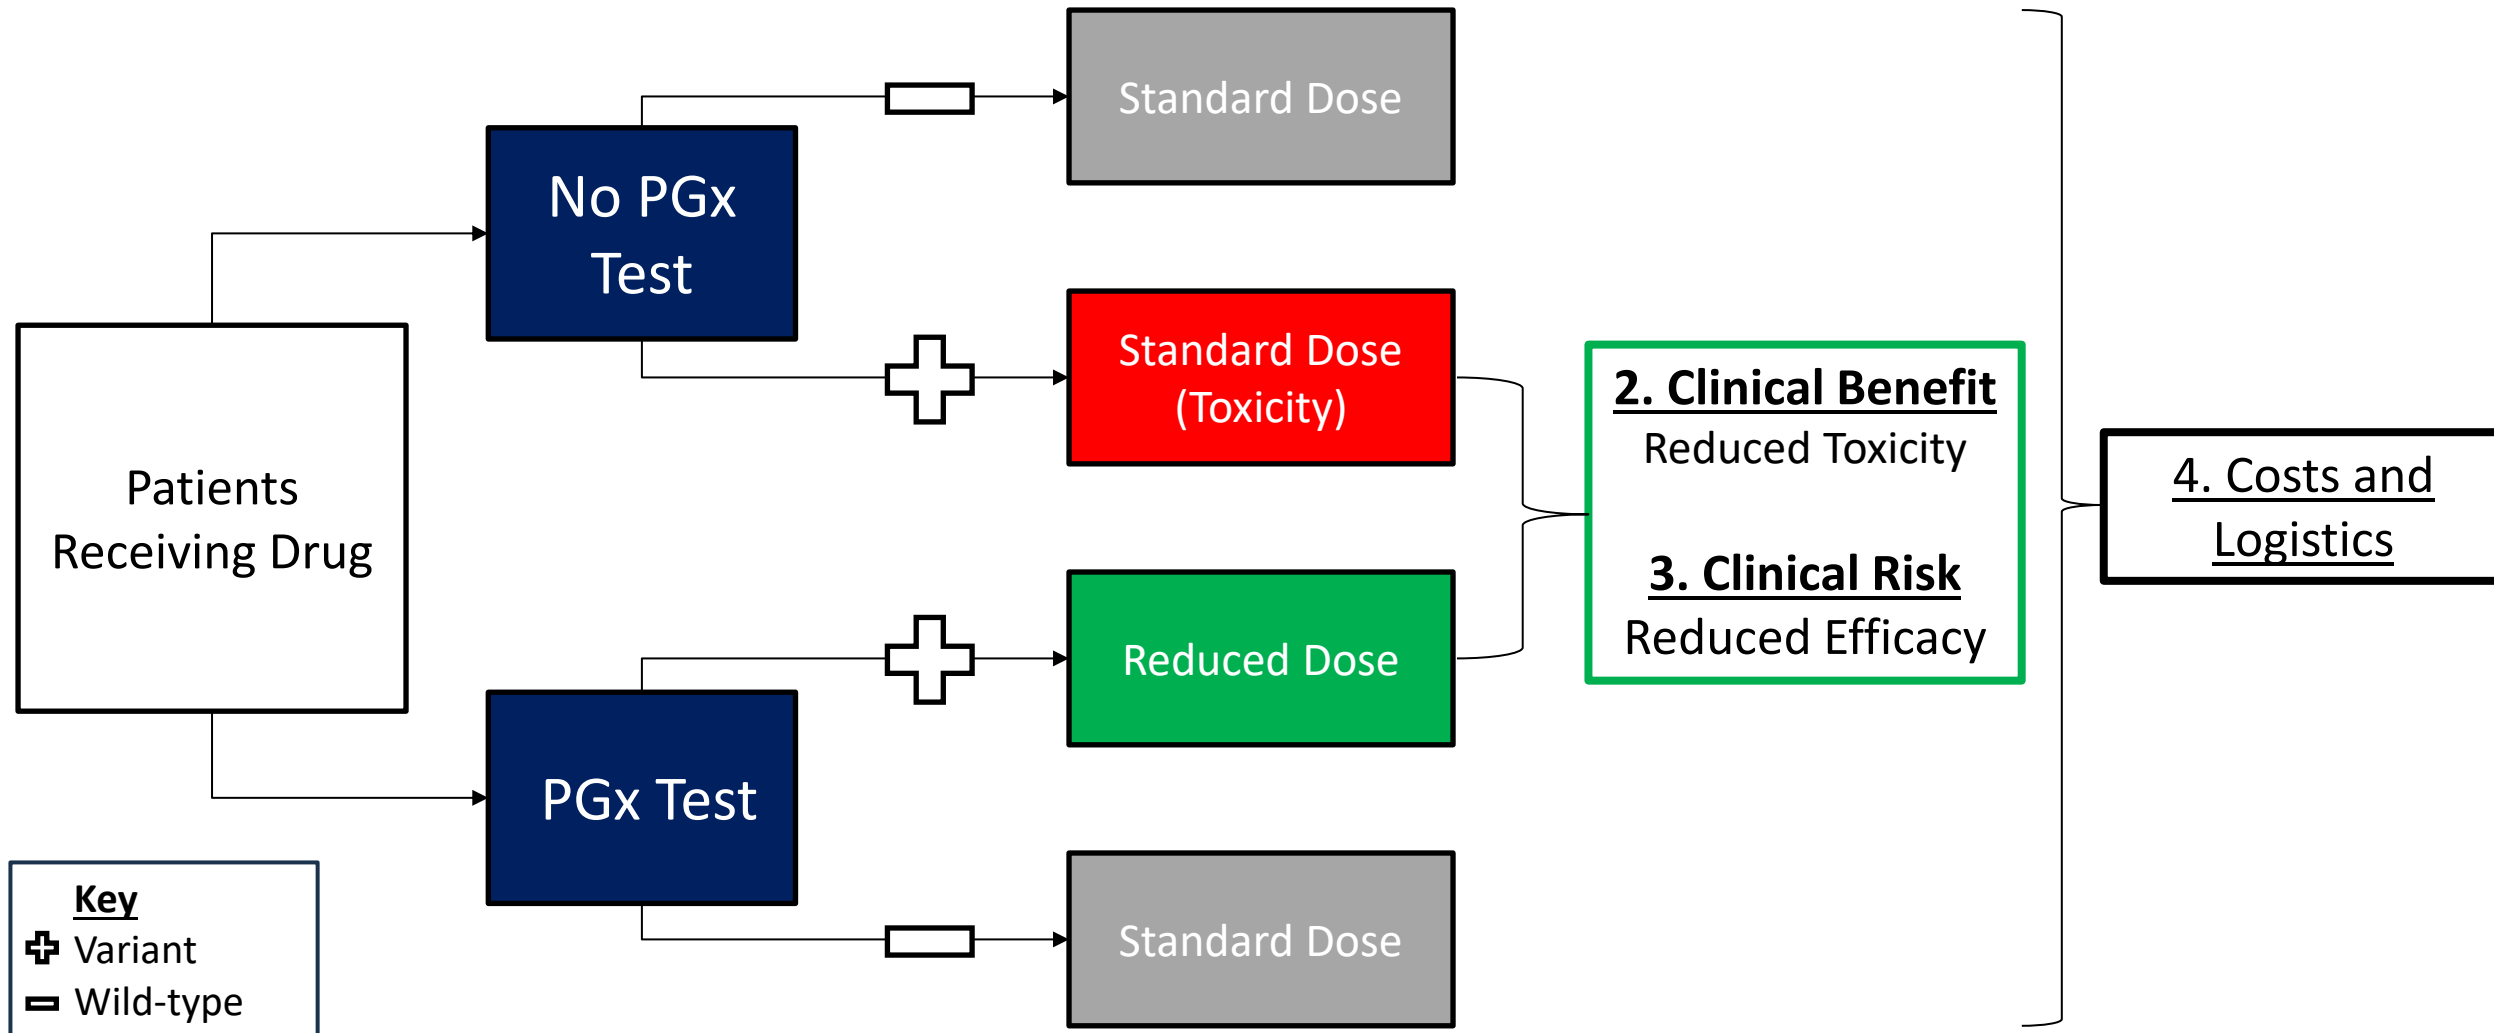 Patients
Receiving Drug
No PGx
Test
PGx Test
Standard Dose
Standard Dose
(Toxicity)
Reduced Dose
Standard Dose
2. Clinical Benefit
Reduced Toxicity
3. Clinical Risk
Reduced Efficacy
4. Costs and
Logistics
Key
Variant
Wild-type